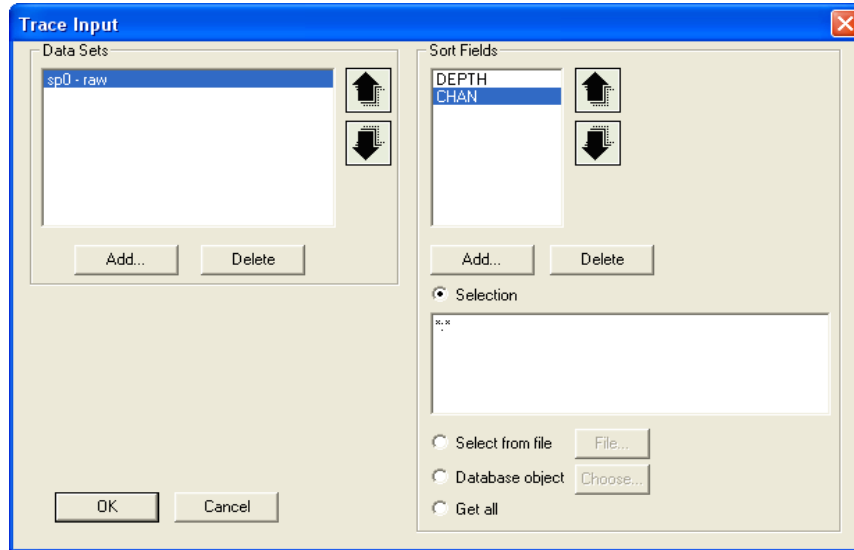 Trace Input
Data Sets
sp0 - raw
Add...
Delete
Sort Fields
DEPTH
CHAN
Add...
Delete
Selection
*:*
Select from file
File...
Database object
Choose...
Get all
OK
Cancel